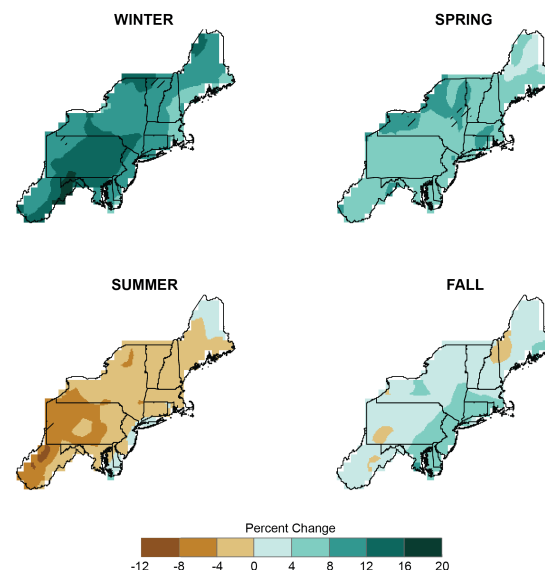 WINTER
SPRING
SUMMER
FALL
Percent Change
-12 -8 -4 0 4 8 12 16 20